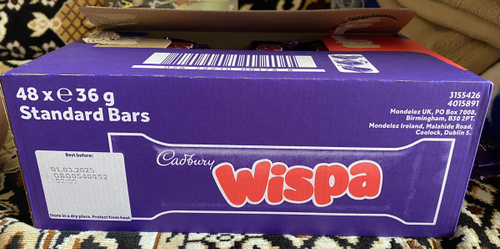 48 x e 36 g
Standard Bars
3155426
4015891
Mondelez UK, PO Box 7008,
Birmingham, B30 2PT.
Mondelez Ireland, Malahide Road,
Coolock, Dublin 5.
Best before:
01.03.2025
OBO0540952
Cadbury
Wispa
Store in a dry place. Protect from heat.